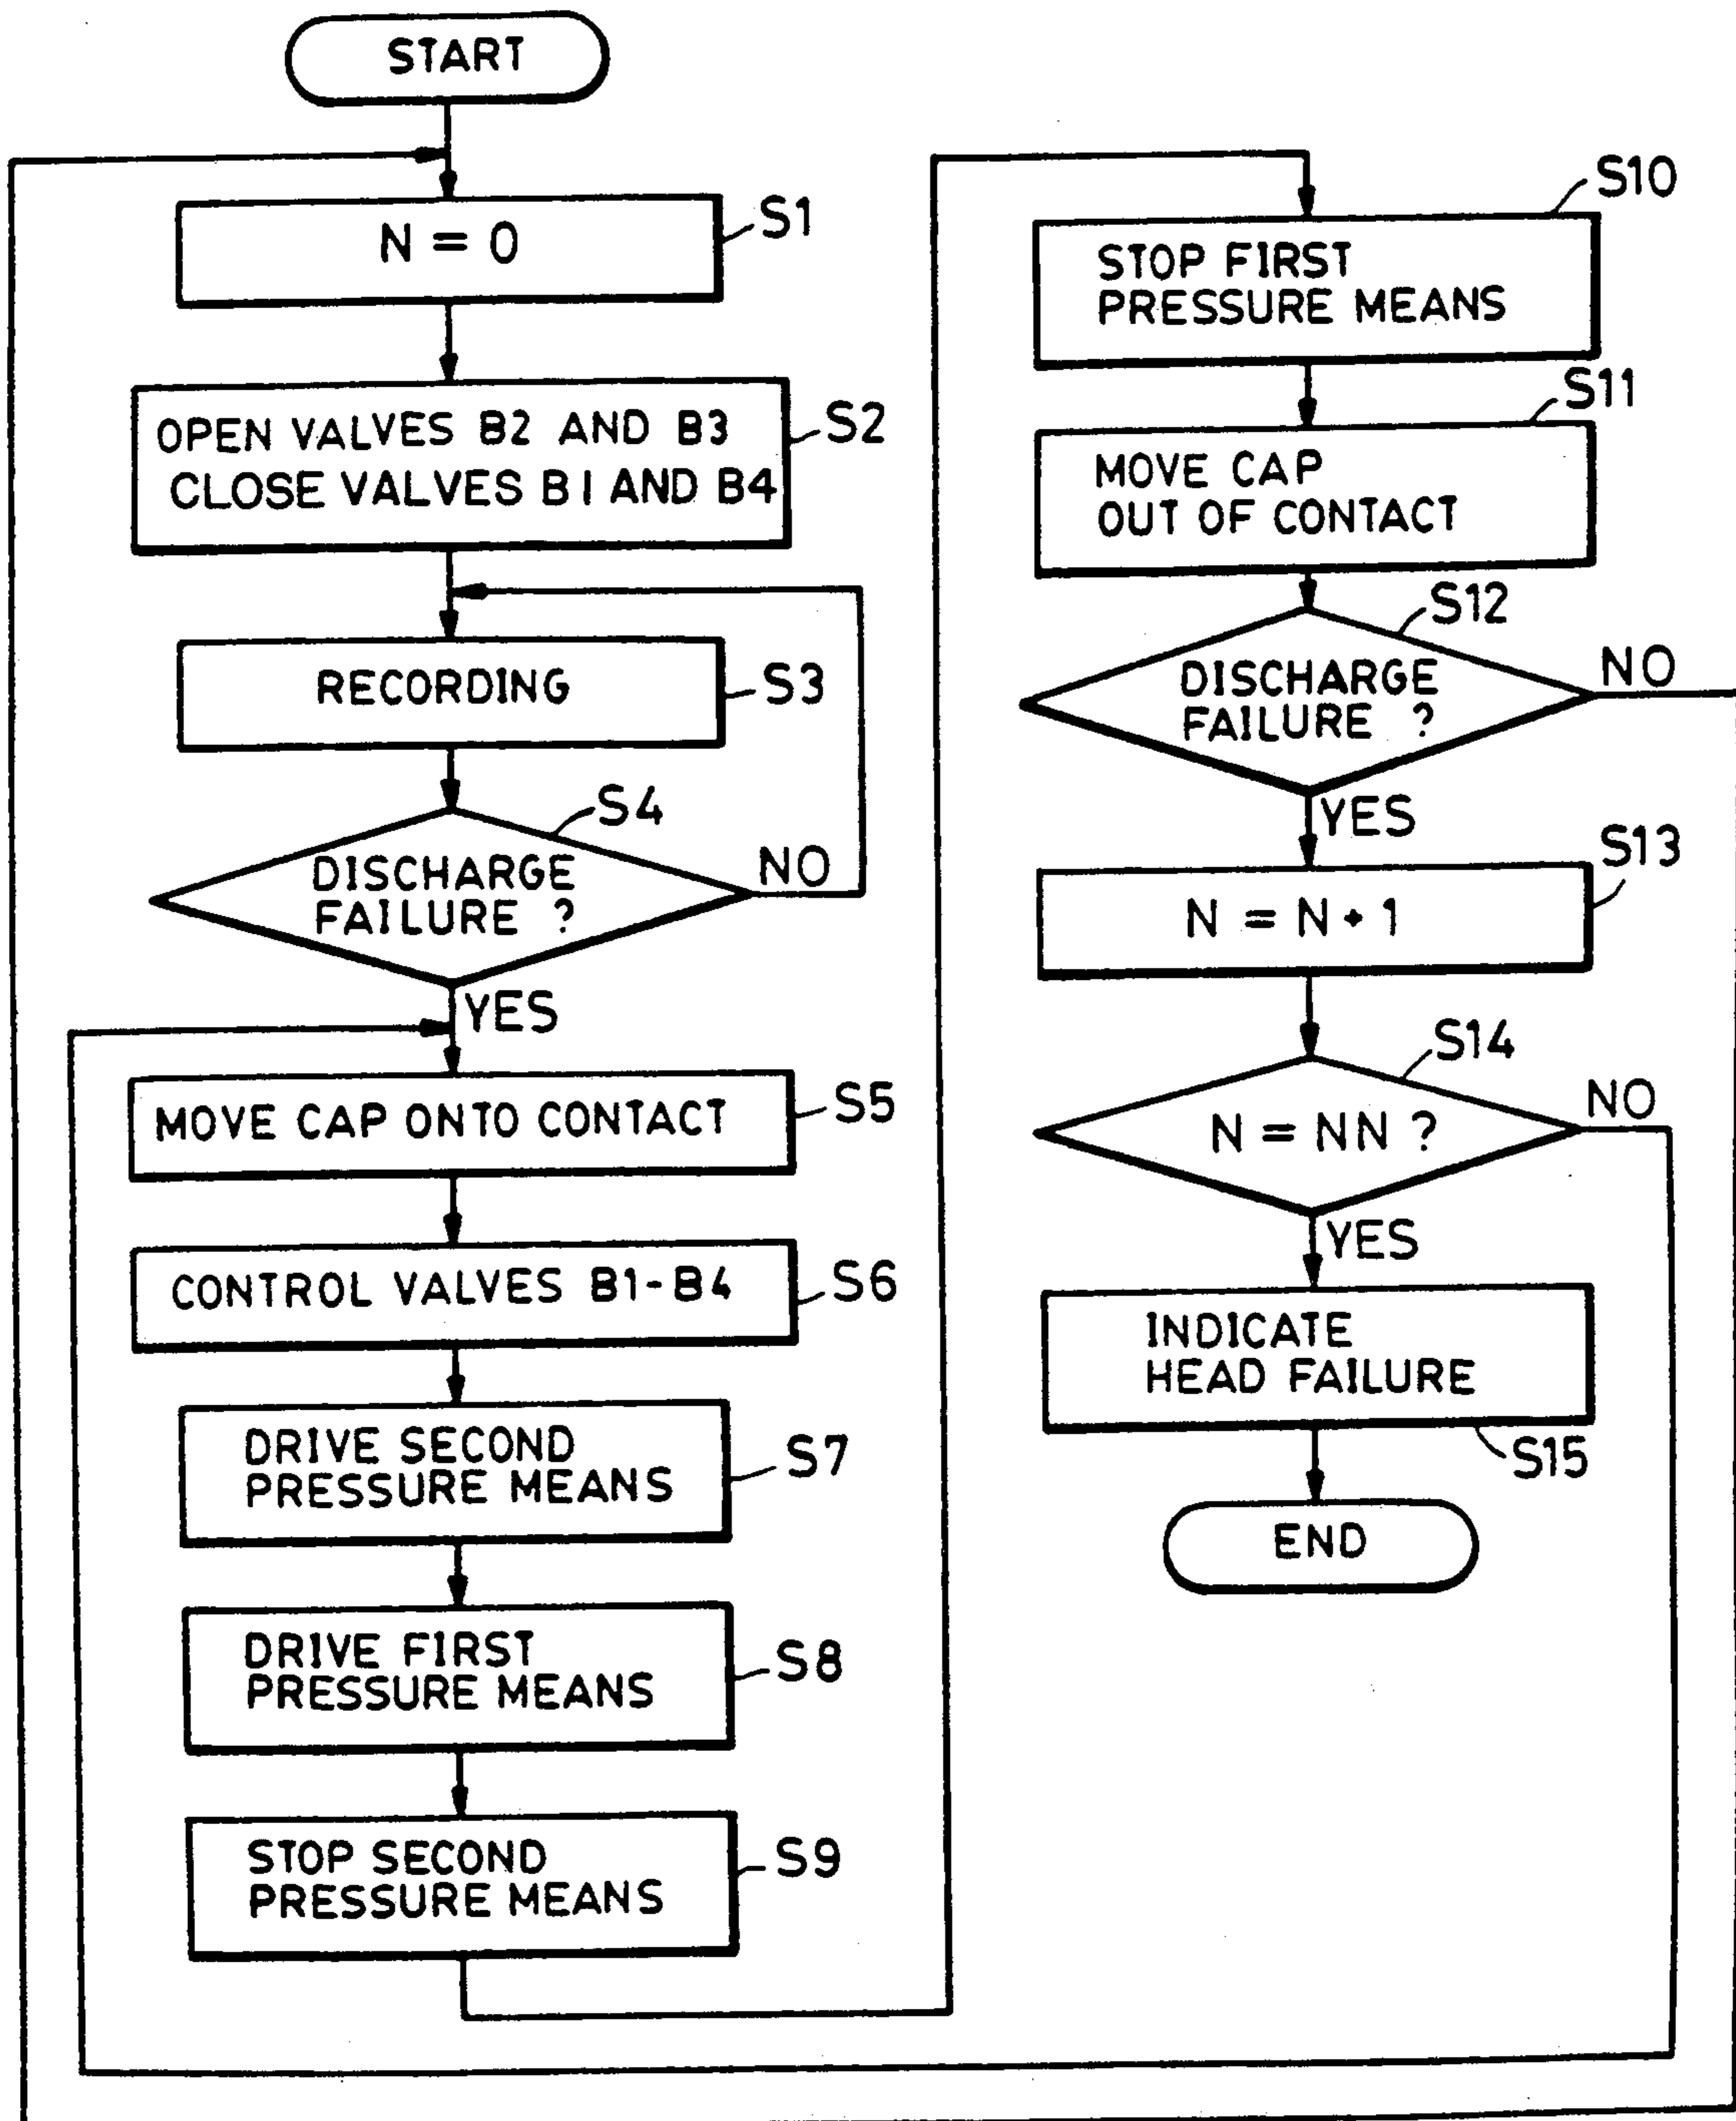 START
N = 0
S1
OPEN VALVES B2 AND B3
CLOSE VALVES B1 AND B4
S2
RECORDING
S3
S4
DISCHARGE
FAILURE ?
NO
YES
MOVE CAP ONTO CONTACT
S5
CONTROL VALVES B1-B4
S6
DRIVE SECOND
PRESSURE MEANS
S7
DRIVE FIRST
PRESSURE MEANS
S8
STOP SECOND
PRESSURE MEANS
S9
S10
STOP FIRST
PRESSURE MEANS
S11
MOVE CAP
OUT OF CONTACT
S12
DISCHARGE
FAILURE ?
NO
YES
S13
N = N + 1
S14
N = NN ?
NO
YES
INDICATE
HEAD FAILURE
S15
END